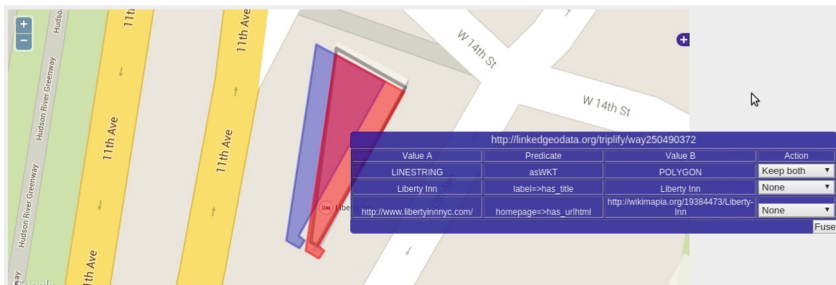 +
−
Hudson River Greenway
Hudson River Greenway
11th Ave
11th Ave
11th Ave
11th Ave
11th Ave
W 14th St
W 14th St
+
http://linkedgeodata.org/triplify/way250490372
Value A Predicate Value B Action
LINESTRING asWKT POLYGON Keep both
Liberty Inn label=>has_title Liberty Inn None
http://www.libertyinnnyc.com/ homepage=>has_urlhtml http://wikimapia.org/19384473/Liberty-
Inn None
Fuse